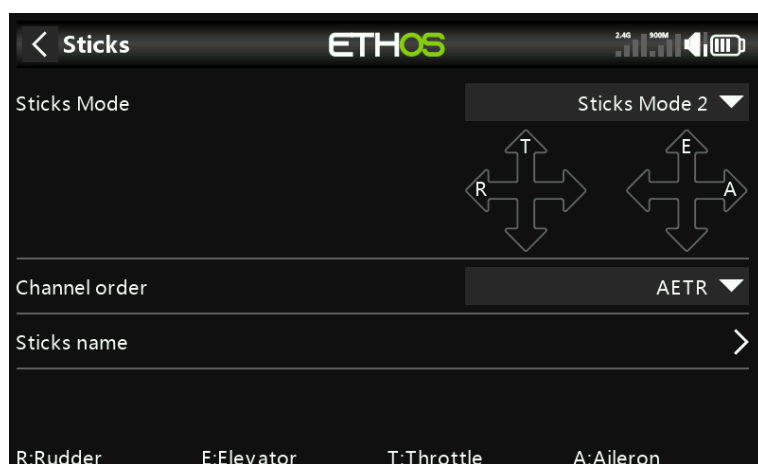 Sticks ETHOS 2.4G 900M
Sticks Mode Sticks Mode 2
T E
R A
Channel order AETR
Sticks name
R:Rudder E:Elevator T:Throttle A:Aileron